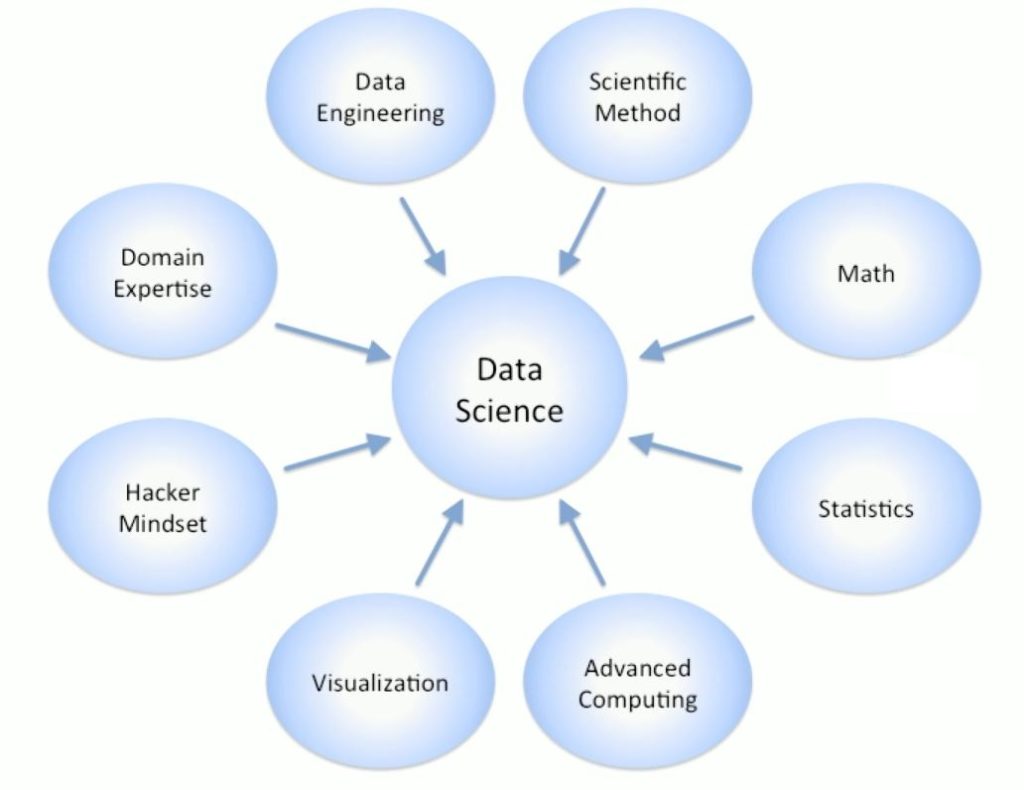 Data
Engineering
Scientific
Method
Domain
Expertise
Math
Data
Science
Hacker
Mindset
Statistics
Visualization
Advanced
Computing